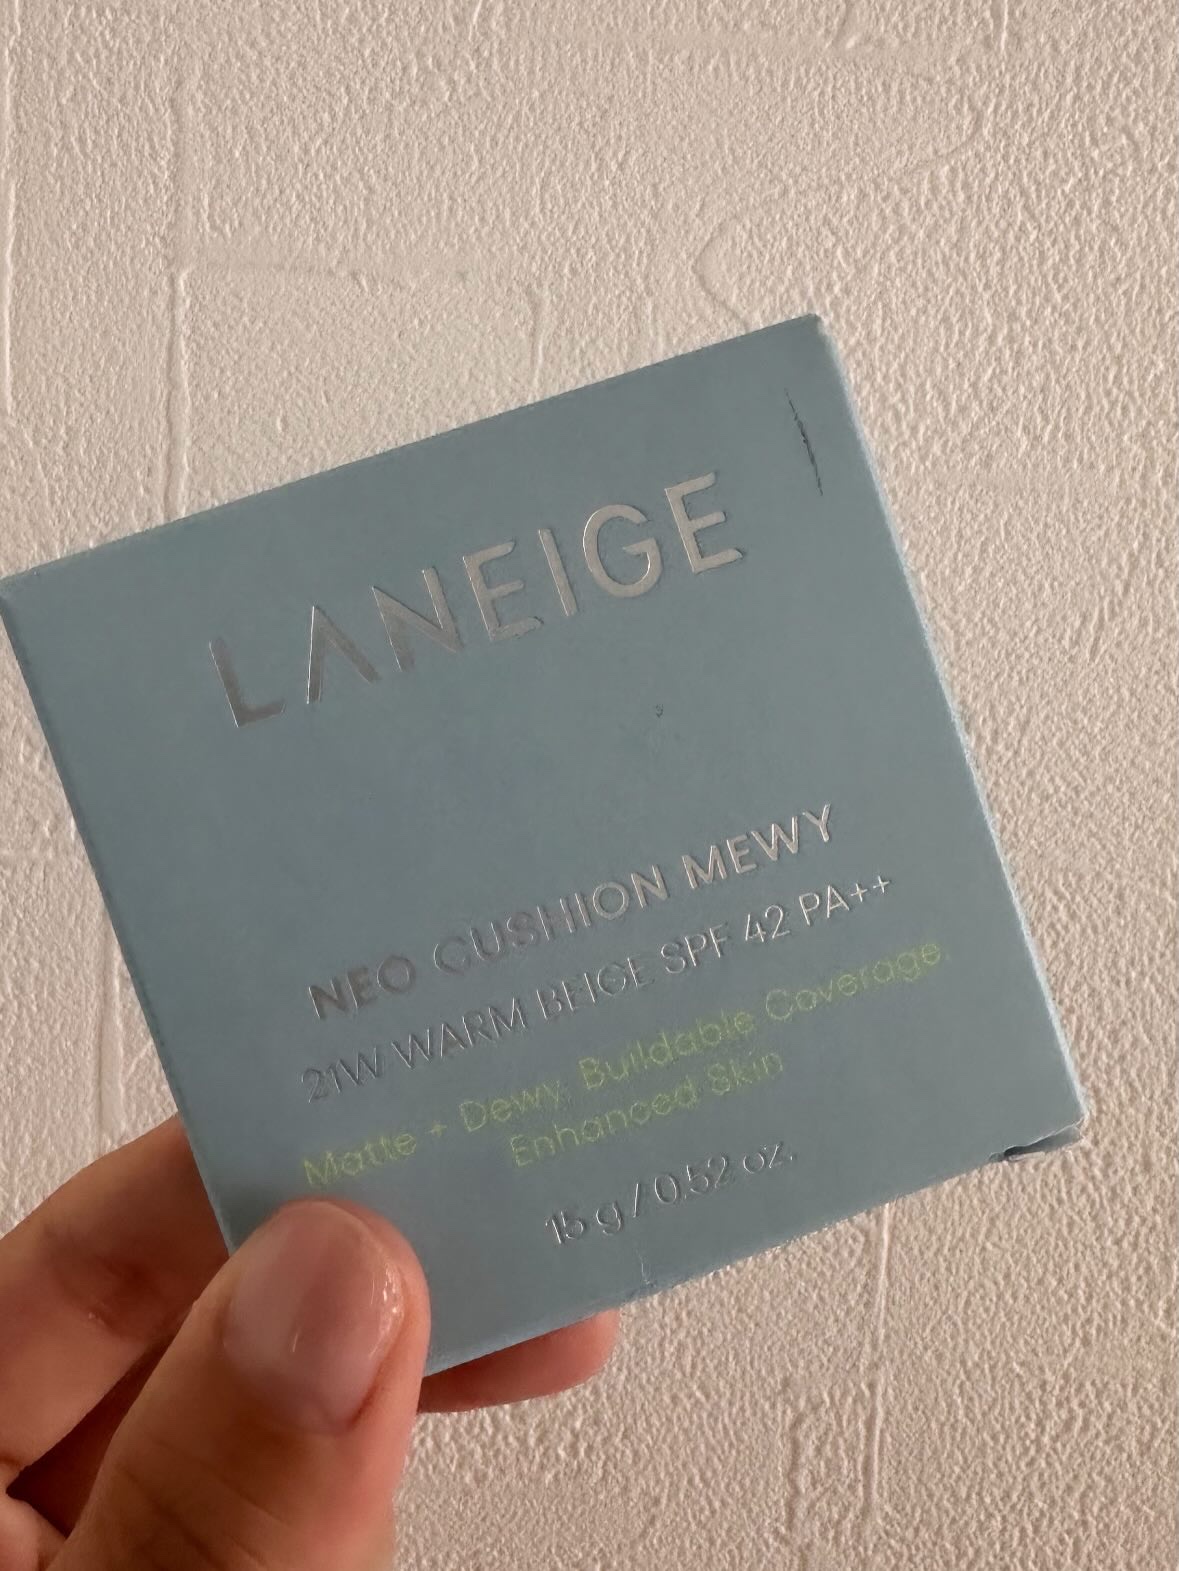 LANEIGE
NEO CUSHION MEWY
21W WARM BEIGE SPF 42 PA++
Matte + Dewy, Buildable Coverage,
Enhanced Skin
15 g / 0.52 oz.